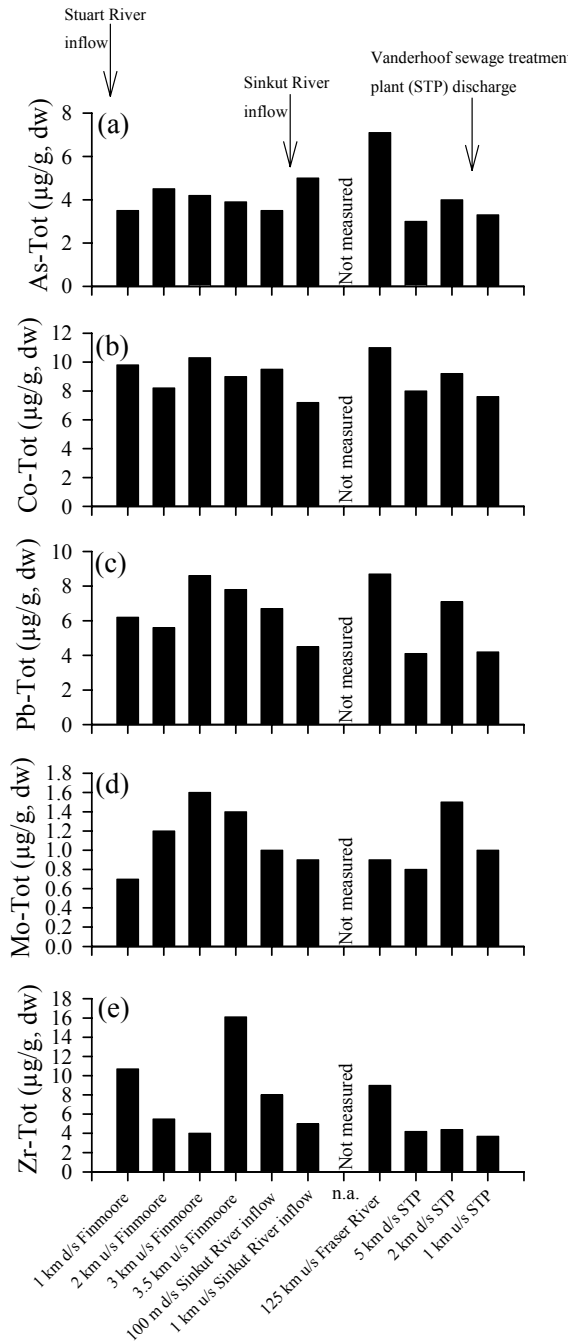 Stuart River
inflow
Sinkut River
inflow
Vanderhoof sewage treatment
plant (STP) discharge
(a)
As-Tot (µg/g, dw)
8
6
4
2
0
Not measured
(b)
Co-Tot (µg/g, dw)
12
10
8
6
4
2
0
Not measured
(c)
Pb-Tot (µg/g, dw)
10
8
6
4
2
0
Not measured
(d)
Mo-Tot (µg/g, dw)
1.8
1.6
1.4
1.2
1.0
0.8
0.6
0.4
0.2
0.0
Not measured
(e)
Zr-Tot (µg/g, dw)
18
16
14
12
10
8
6
4
2
0
Not measured
1 km d/s Finmoore
2 km u/s Finmoore
3 km u/s Finmoore
3.5 km u/s Finmoore
100 m d/s Sinkut River inflow
1 km u/s Sinkut River inflow
n.a.
125 km u/s Fraser River
5 km d/s STP
2 km d/s STP
1 km u/s STP